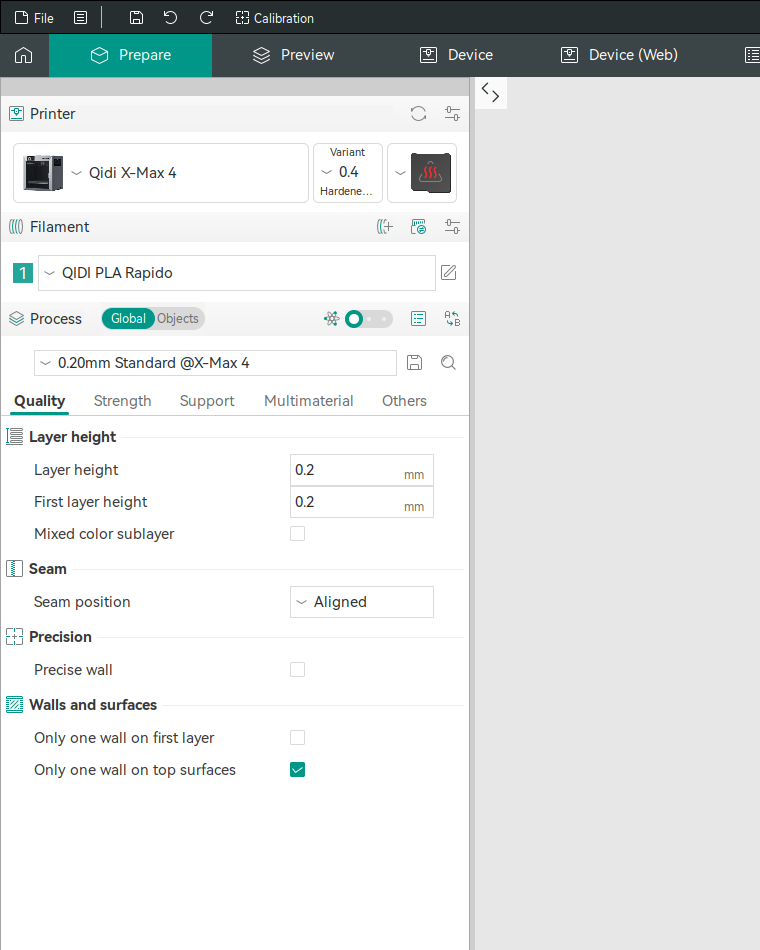 File
Calibration
Prepare
Preview
Device
Device (Web)
Printer
Qidi X-Max 4
Variant
0.4
Hardene...
Filament
1
QIDI PLA Rapido
Process
Global
Objects
0.20mm Standard @X-Max 4
Quality
Strength
Support
Multimaterial
Others
Layer height
Layer height
0.2
mm
First layer height
0.2
mm
Mixed color sublayer
Seam
Seam position
Aligned
Precision
Precise wall
Walls and surfaces
Only one wall on first layer
Only one wall on top surfaces